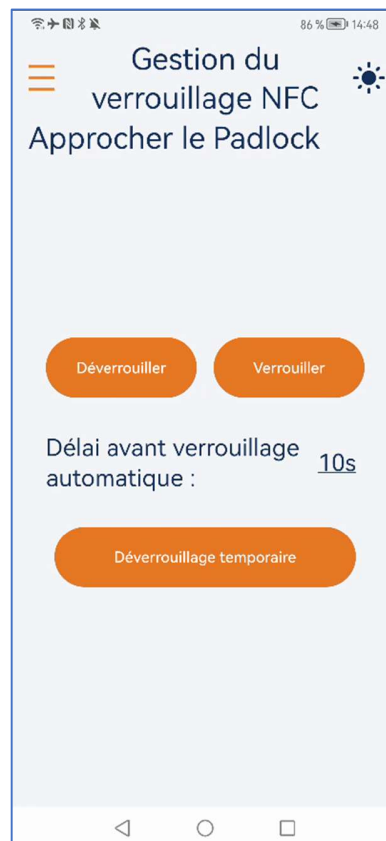 86 % 14:48
Gestion du
verrouillage NFC
Approcher le Padlock
Déverrouiller Verrouiller
Délai avant verrouillage
automatique :
10s
Déverrouillage temporaire